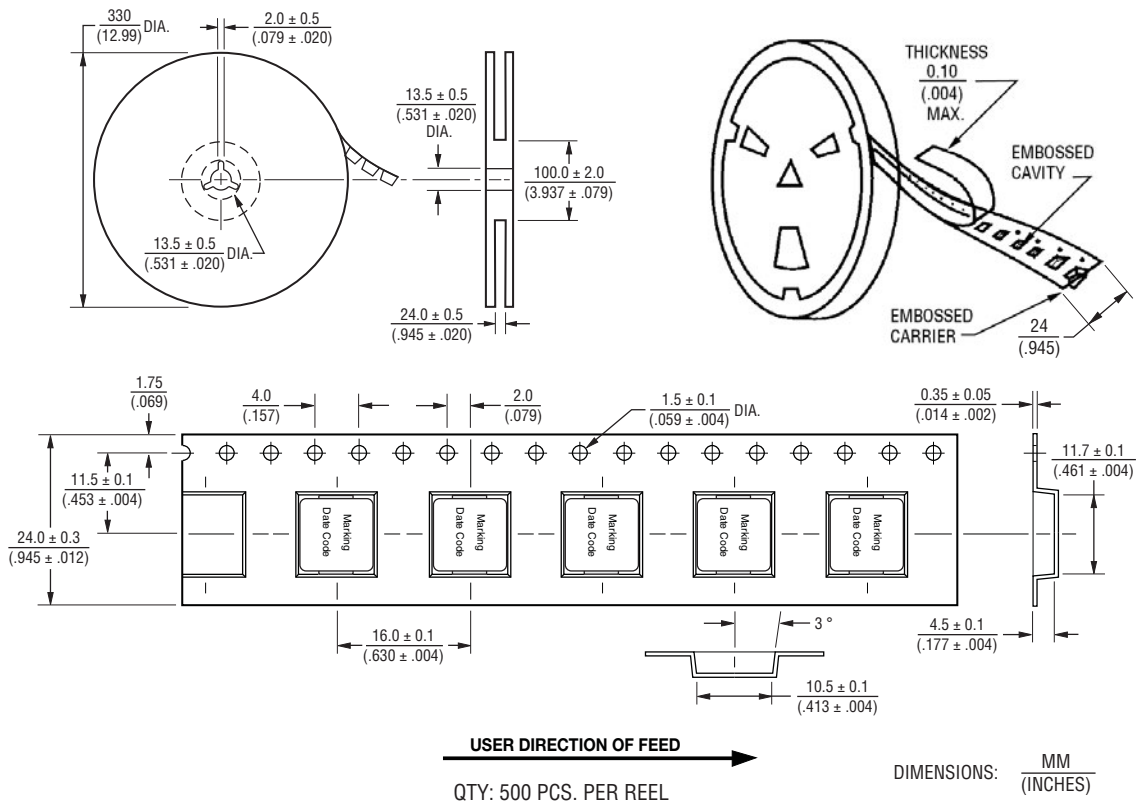 330
(12.99)
DIA.
2.0 ± 0.5
(.079 ± .020)
13.5 ± 0.5
(.531 ± .020)
DIA.
100.0 ± 2.0
(3.937 ± .079)
13.5 ± 0.5
(.531 ± .020)
DIA.
24.0 ± 0.5
(.945 ± .020)
THICKNESS
0.10
(.004)
MAX.
EMBOSSED
CAVITY
EMBOSSED
CARRIER
24
(.945)
1.75
(.069)
4.0
(.157)
2.0
(.079)
1.5 ± 0.1
(.059 ± .004)
DIA.
0.35 ± 0.05
(.014 ± .002)
11.5 ± 0.1
(.453 ± .004)
11.7 ± 0.1
(.461 ± .004)
24.0 ± 0.3
(.945 ± .012)
Marking
Date Code
Marking
Date Code
Marking
Date Code
Marking
Date Code
Marking
Date Code
16.0 ± 0.1
(.630 ± .004)
3 °
4.5 ± 0.1
(.177 ± .004)
10.5 ± 0.1
(.413 ± .004)
USER DIRECTION OF FEED
QTY: 500 PCS. PER REEL
DIMENSIONS:
MM
(INCHES)